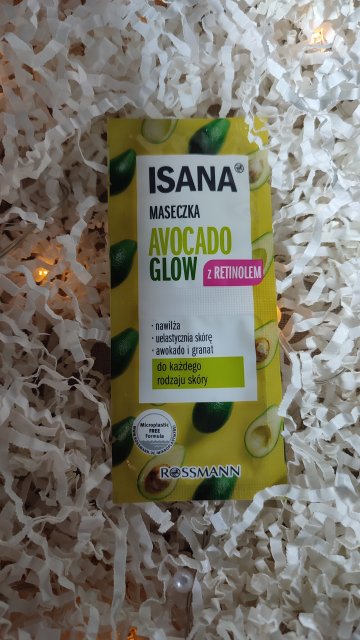 ISANA
MASECZKA
AVOCADO
GLOW
z RETINOLEM
· nawilża
· uelastycznia skórę
· awokado i granat
do każdego
rodzaju skóry
Microplastic
FREE
Formula
ROSSMANN